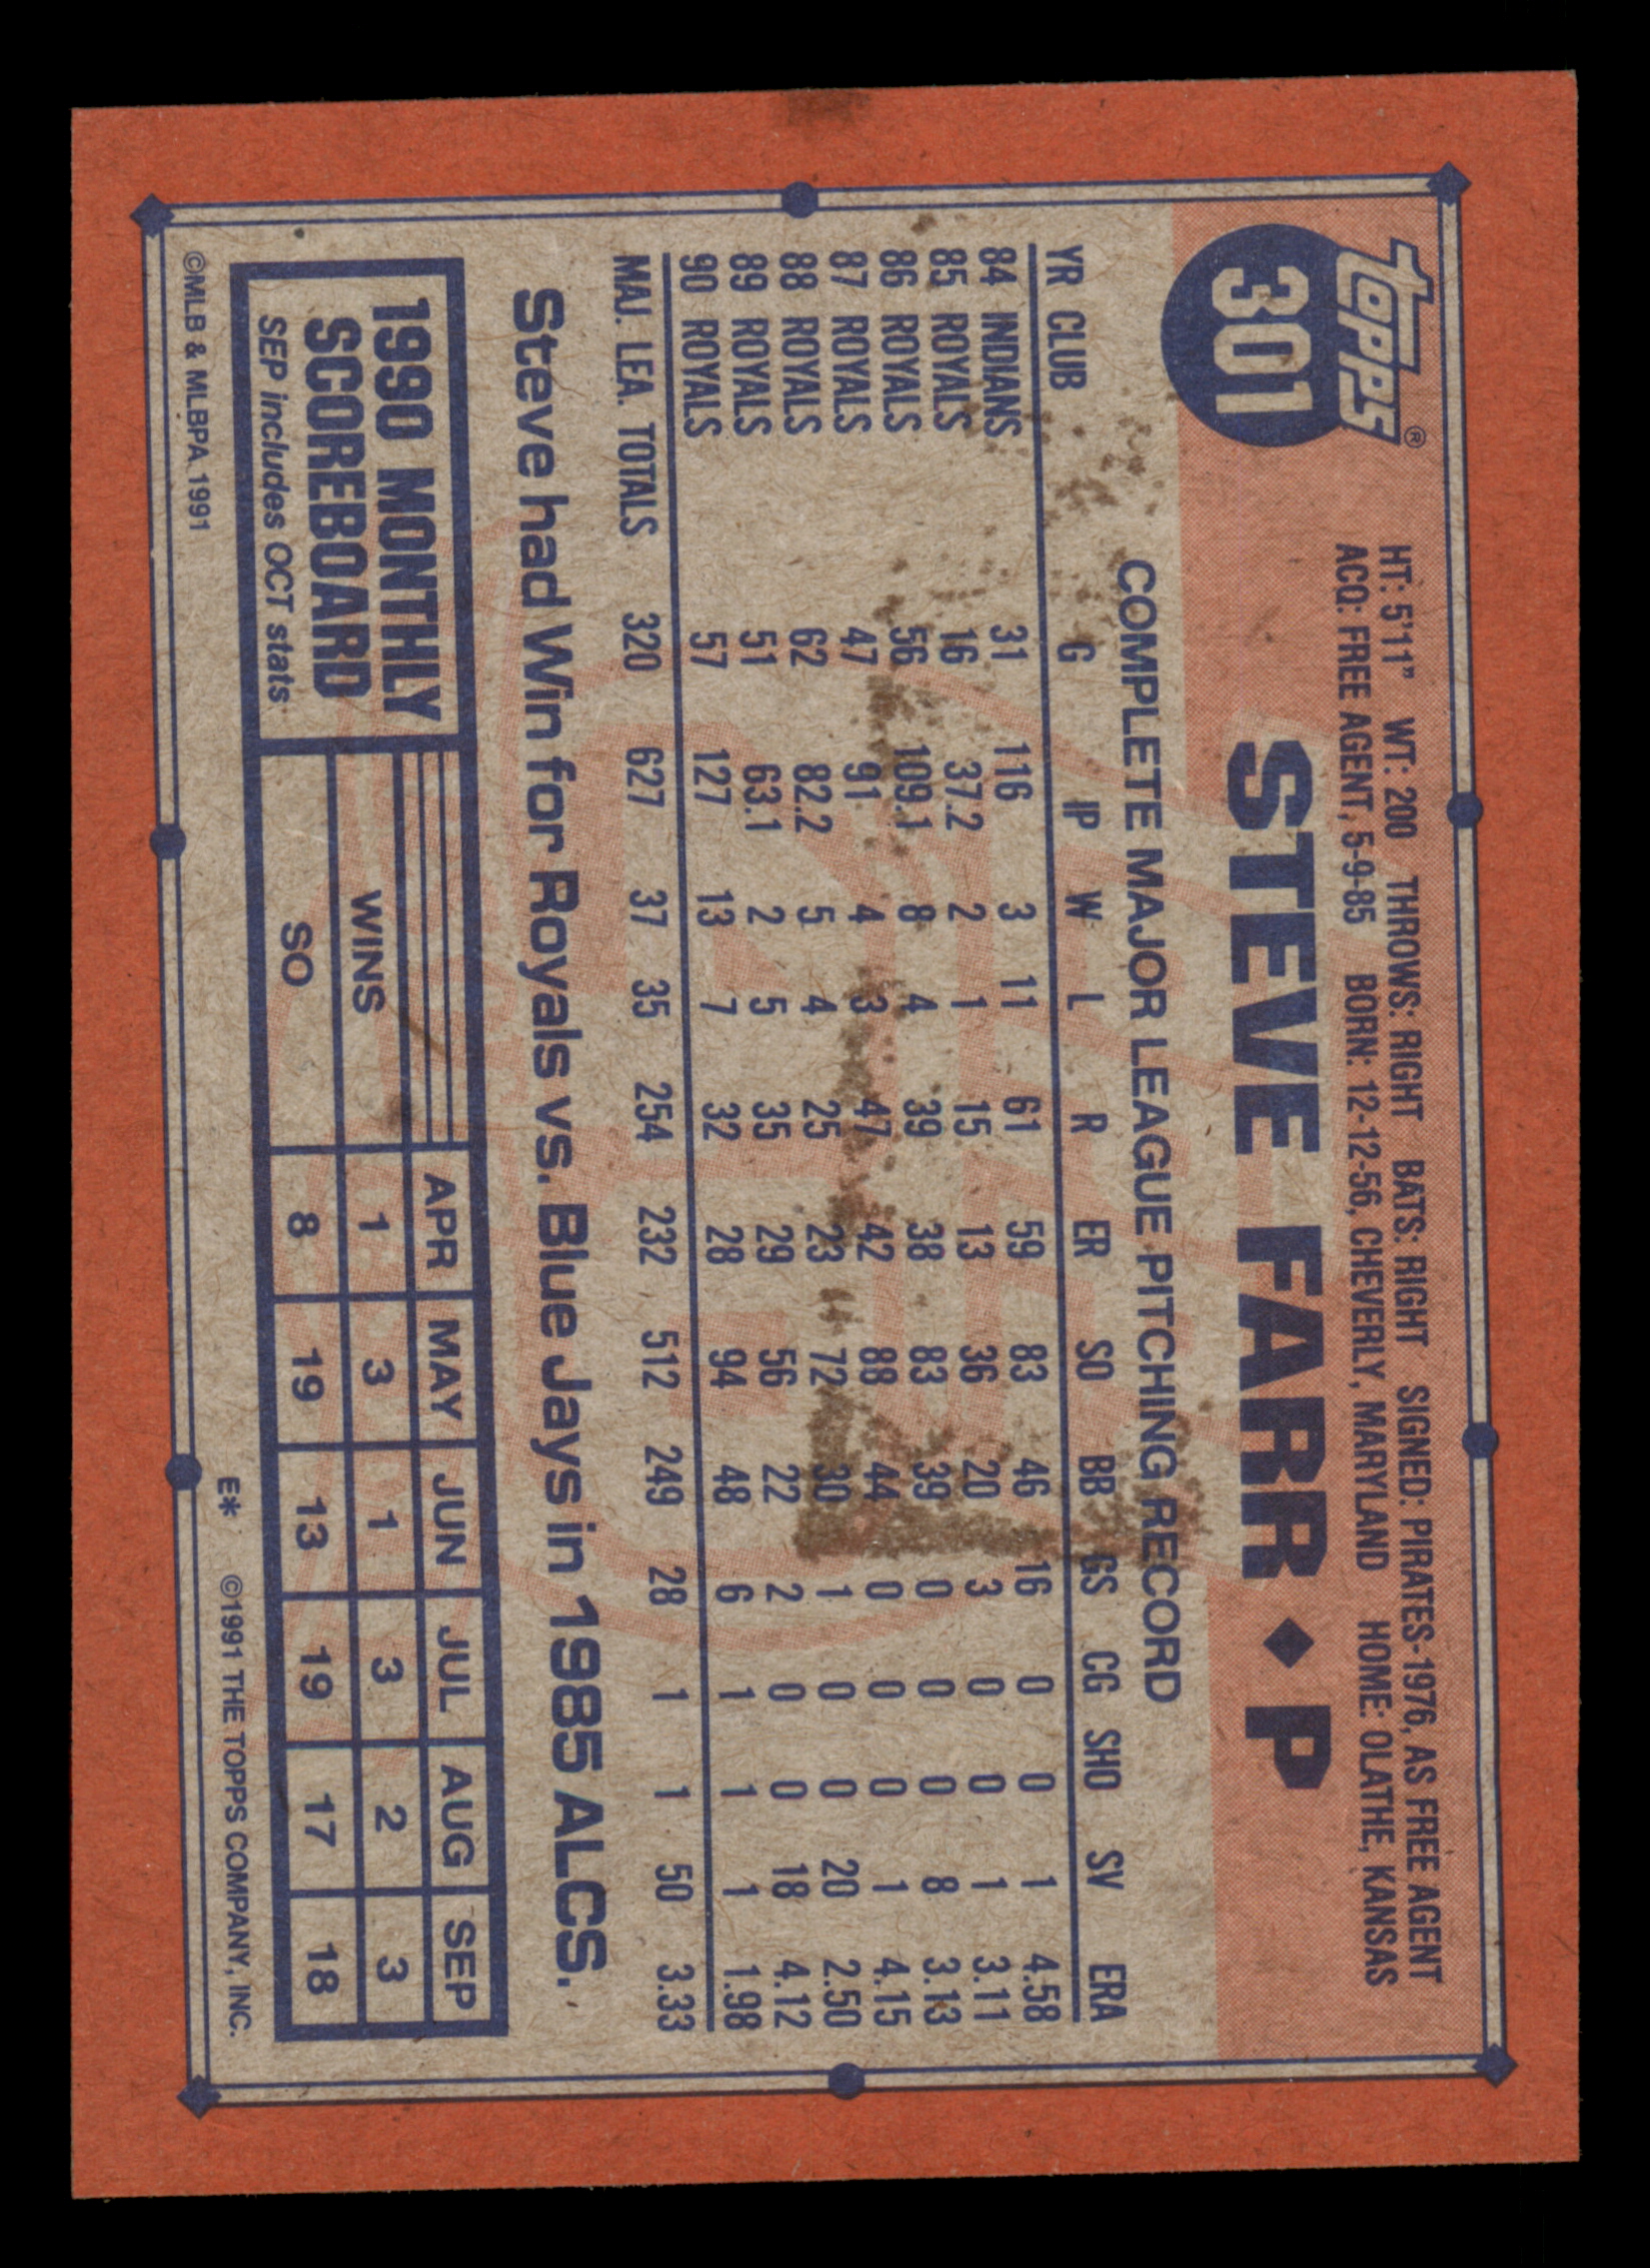 Topps®
301
HT: 5'11" WT: 200 THROWS: RIGHT BATS: RIGHT SIGNED: PIRATES-1976, AS FREE AGENT
ACQ: FREE AGENT, 5-9-85 BORN: 12-12-56, CHEVERLY, MARYLAND HOME: OLATHE, KANSAS
STEVE FARR ◆ P
COMPLETE MAJOR LEAGUE PITCHING RECORD
YR CLUB G IP W L R ER SO BB GS CG SHO SV ERA
84 INDIANS 31 116 3 11 61 59 83 46 16 0 0 1 4.58
85 ROYALS 16 37.2 2 1 15 13 36 20 3 0 0 1 3.11
86 ROYALS 56 109.1 8 4 39 38 83 39 0 0 0 8 3.13
87 ROYALS 47 91 4 3 47 42 88 44 0 0 0 1 4.15
88 ROYALS 62 82.2 5 4 25 23 72 30 1 0 0 20 2.50
89 ROYALS 51 63.1 2 5 35 29 56 22 2 0 0 18 4.12
90 ROYALS 57 127 13 7 32 28 94 48 6 1 1 1 1.98
MAJ. LEA. TOTALS 320 627 37 35 254 232 512 249 28 1 1 50 3.33
Steve had Win for Royals vs. Blue Jays in 1985 ALCS.
1990 MONTHLY
SCOREBOARD
SEP includes OCT stats
APR MAY JUN JUL AUG SEP
WINS 1 3 1 3 2 3
SO 8 19 13 19 17 18
©MLB & MLBPA 1991 E* ©1991 THE TOPPS COMPANY, INC.